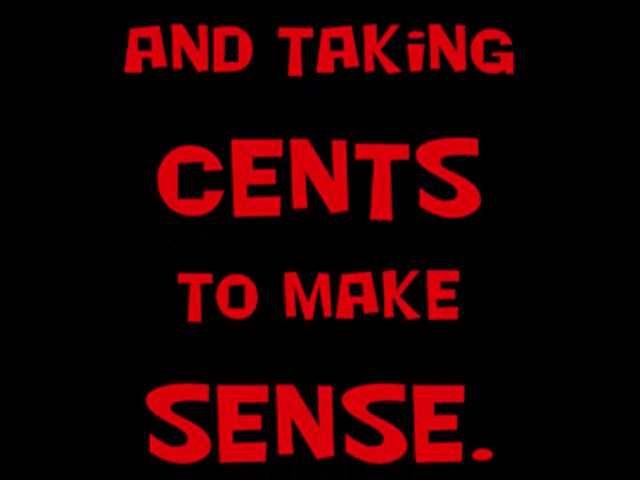 AND TAKiNG
CENTS
TO MAKE
SENSE.